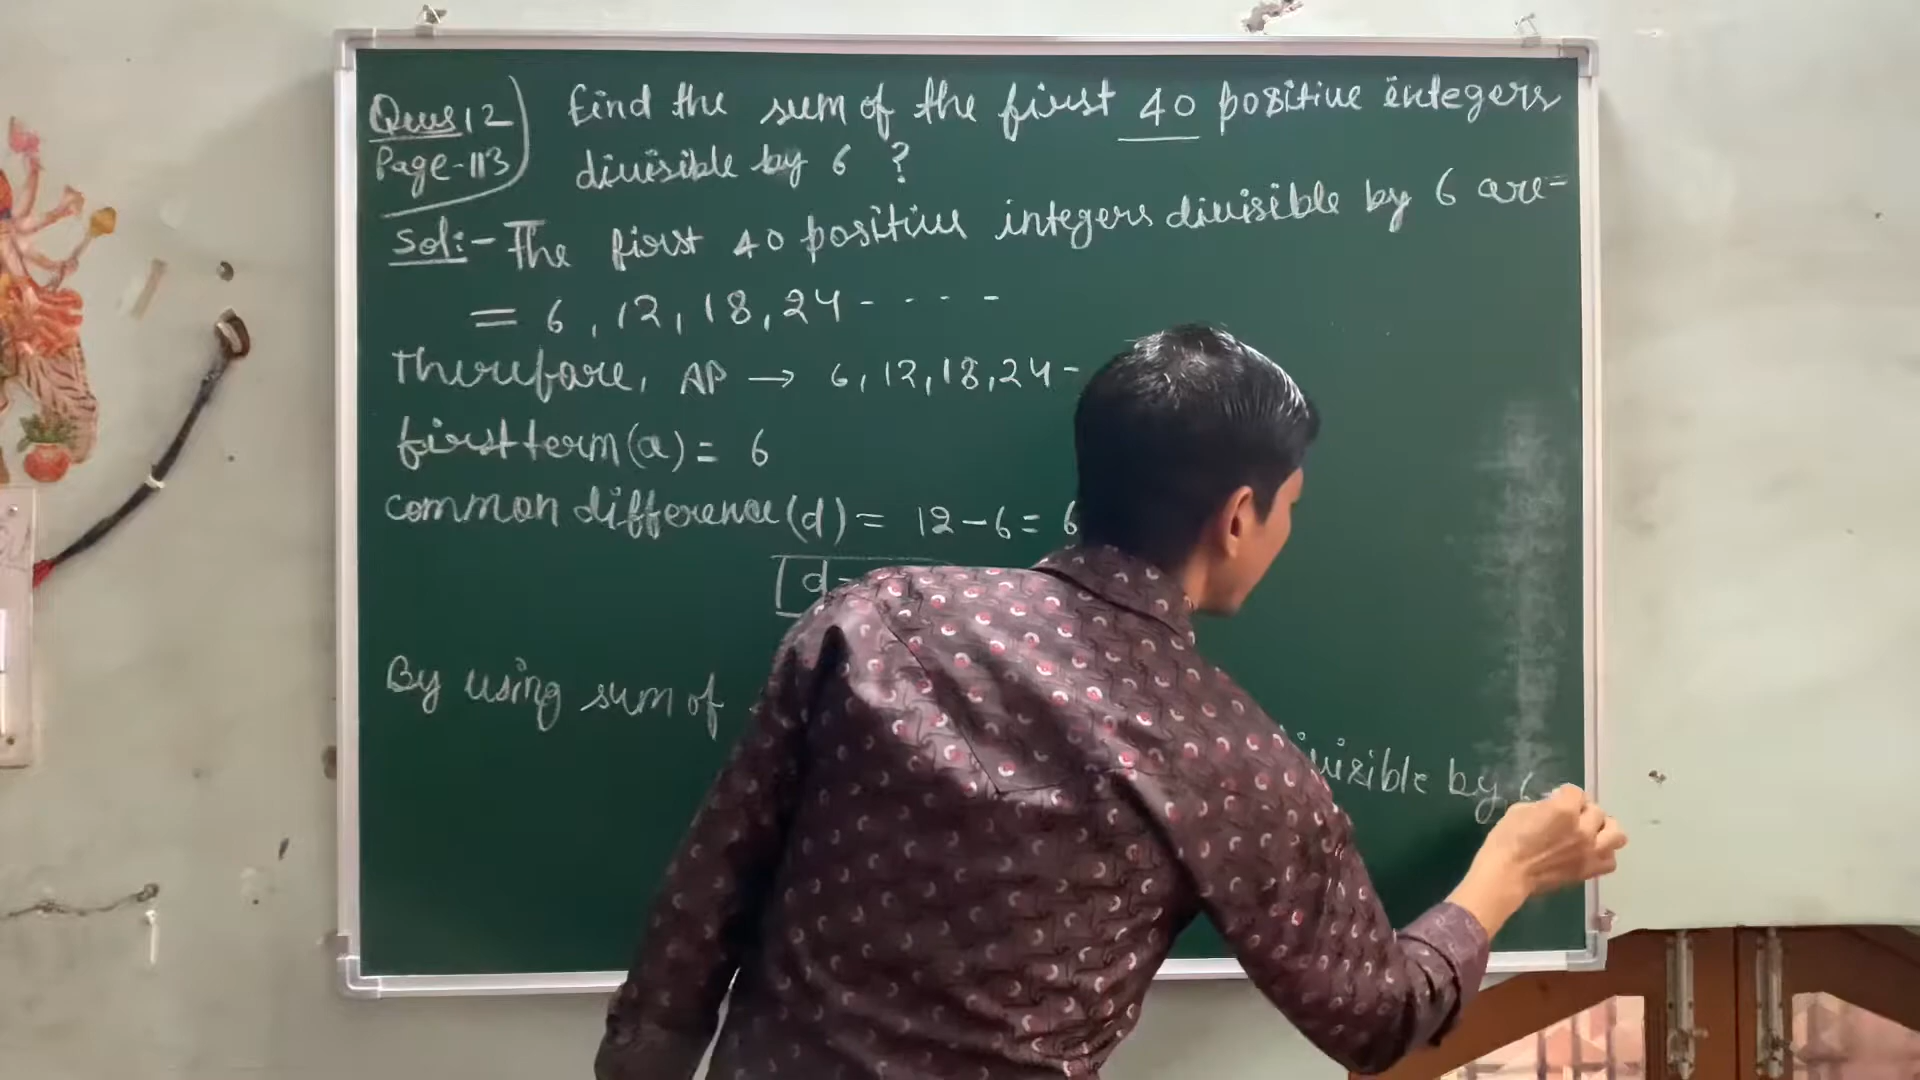 Ques 12 Find the sum of the first 40 positive integers
Page-113 divisible by 6 ?
Sol:- The first 40 positive integers divisible by 6 are=
= 6, 12, 18, 24 - - - - -
Therefore, AP → 6, 12, 18, 24 -
first term (a) = 6
common difference (d) = 12 - 6 = 6
d
By using sum of
by 6